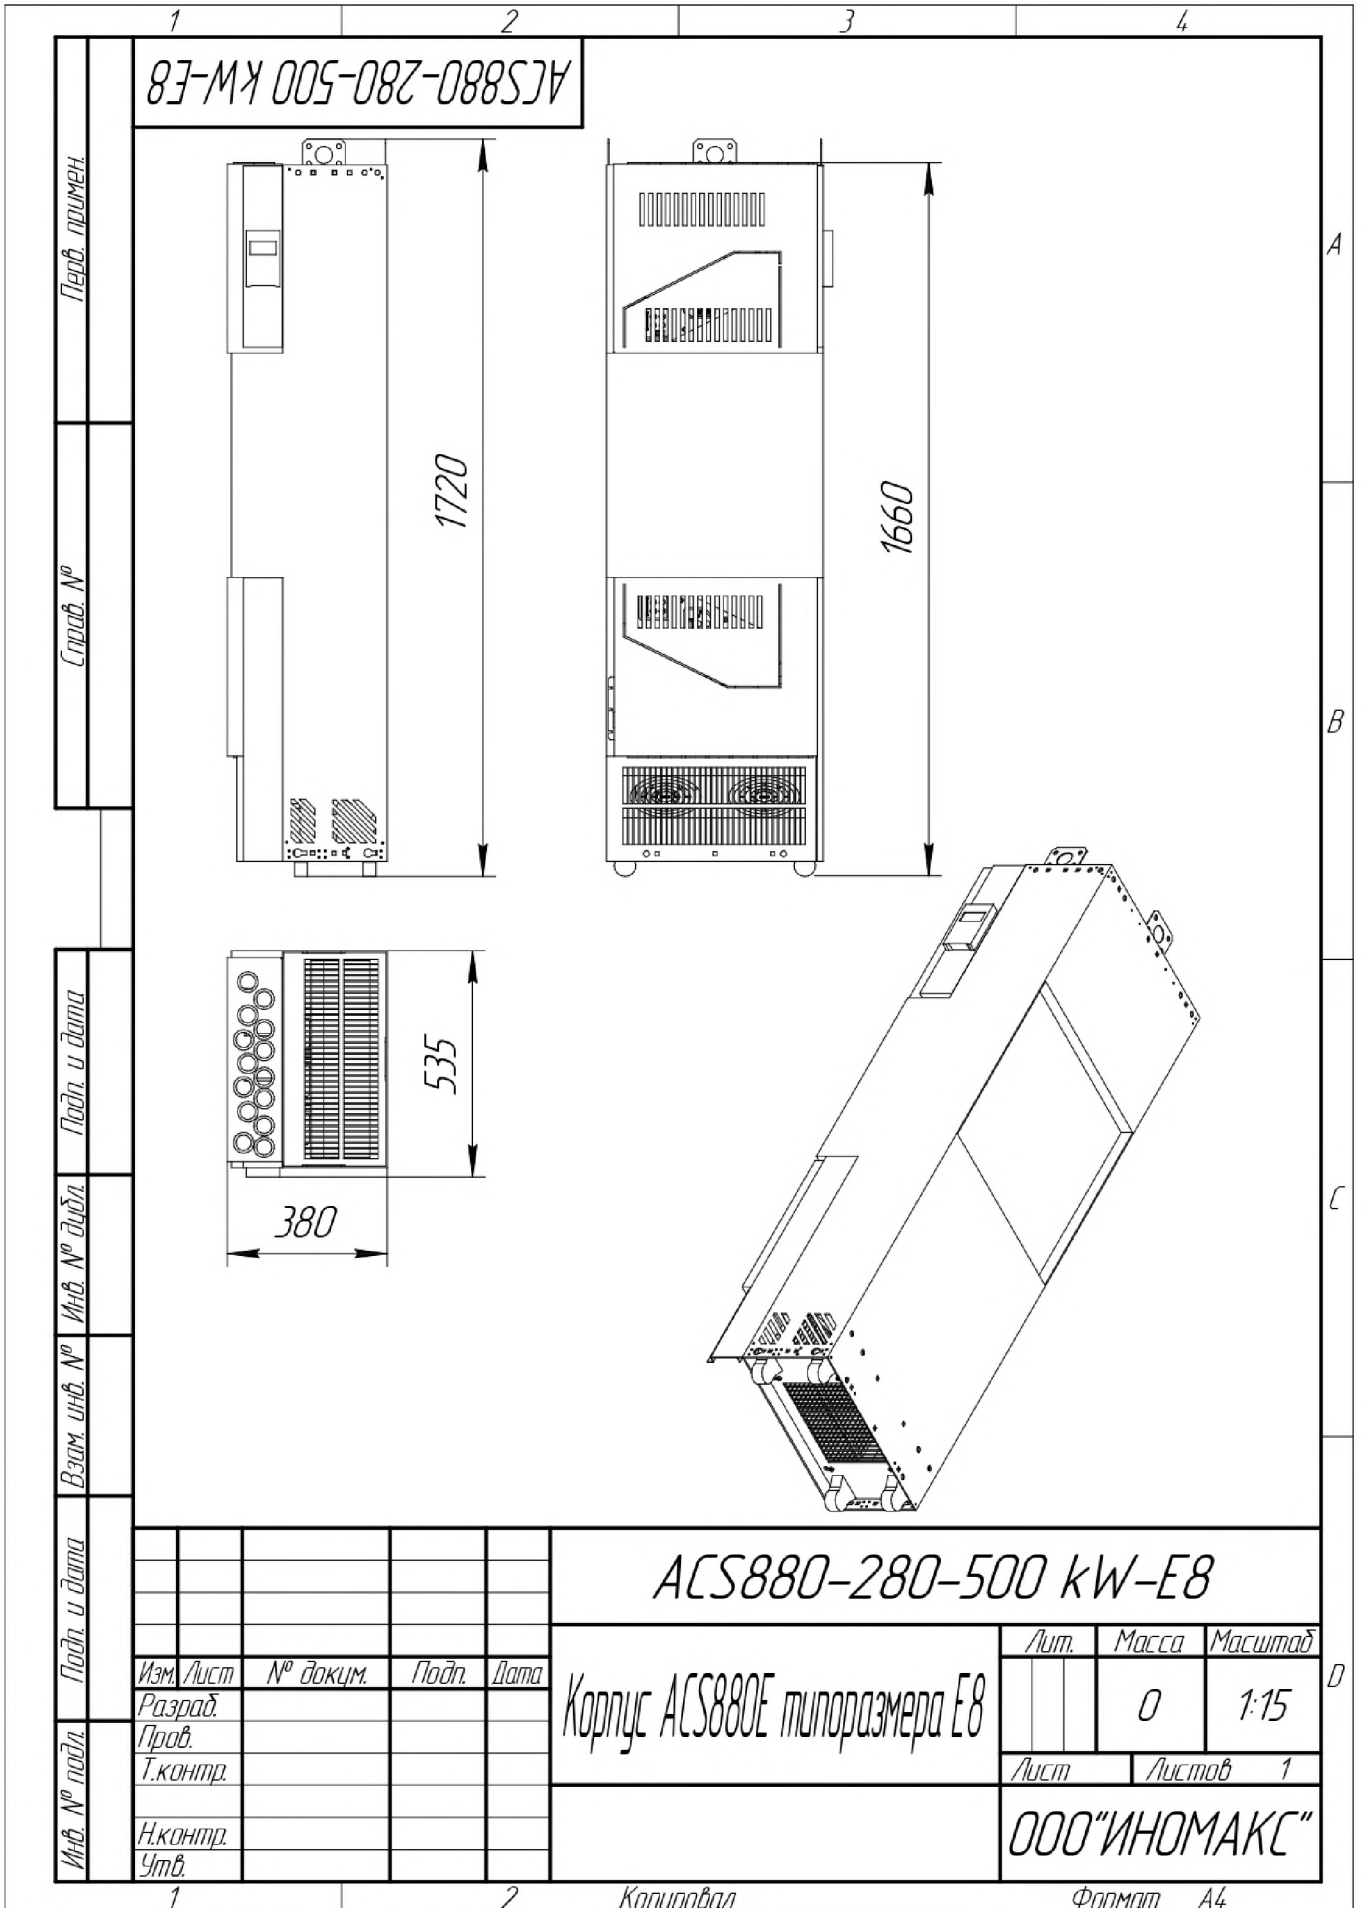 1 2 3 4
ACS880-280-500 kW-E8
Перв. примен.
A
1720
1660
Справ. №
B
Подп. и дата
535
380
C
Инв. № дубл.
Взам. инв. №
Подп. и дата
Инв. № подл.
ACS880-280-500 kW-E8
Изм. Лист № докум. Подп. Дата
Разраб.
Пров.
Т.контр.
Н.контр.
Утв.
Корпус ACS880E типоразмера E8
Лит. Масса Масштаб
0 1:15
D
Лист Листов 1
ООО"ИНОМАКС"
1 2 Копировал Формат А4